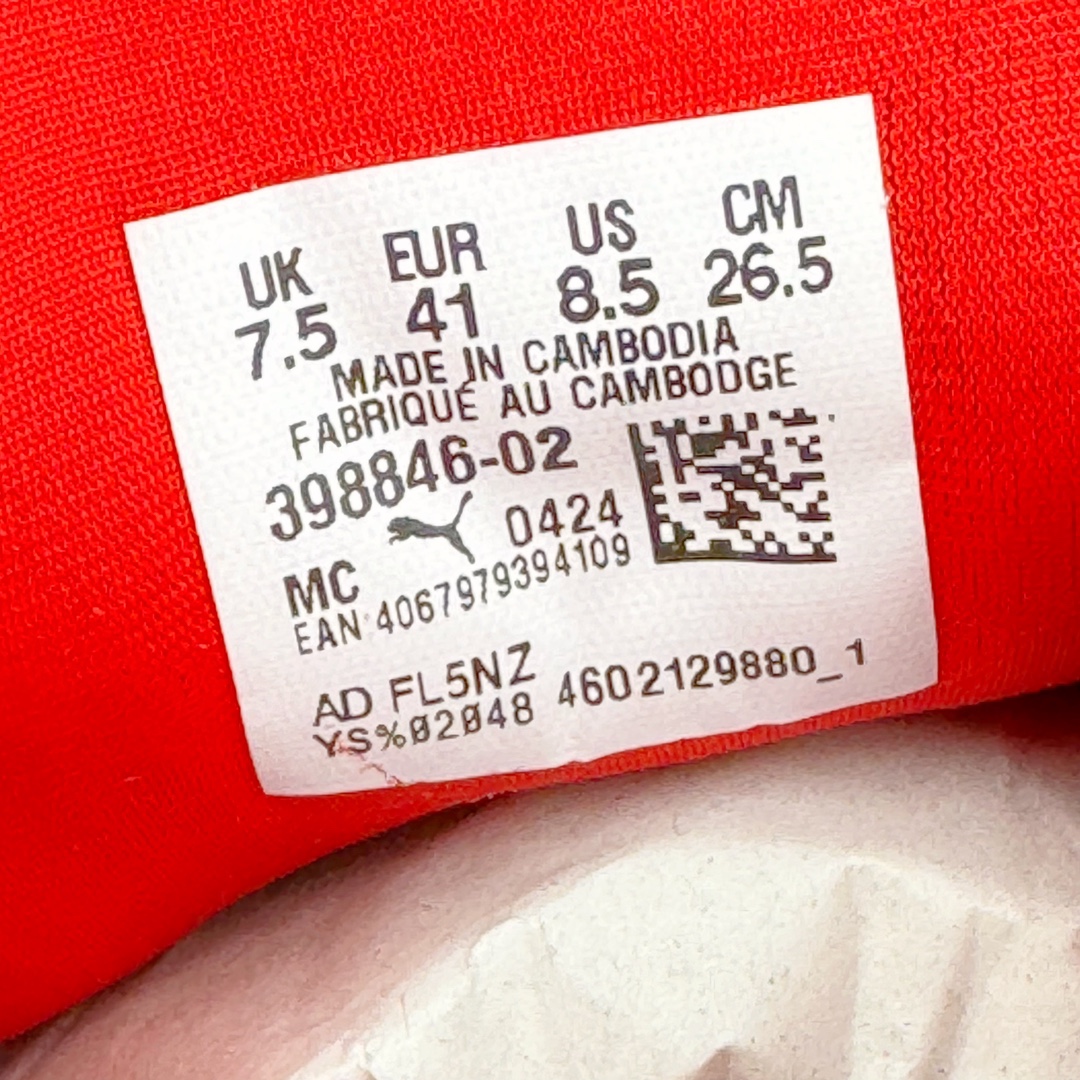 UK EUR US CM
7.5 41 8.5 26.5
MADE IN CAMBODIA
FABRIQUÉ AU CAMBODGE
398846-02
0424
MC
EAN 4067979394109
AD FL5NZ
YS%02048 4602129880_1